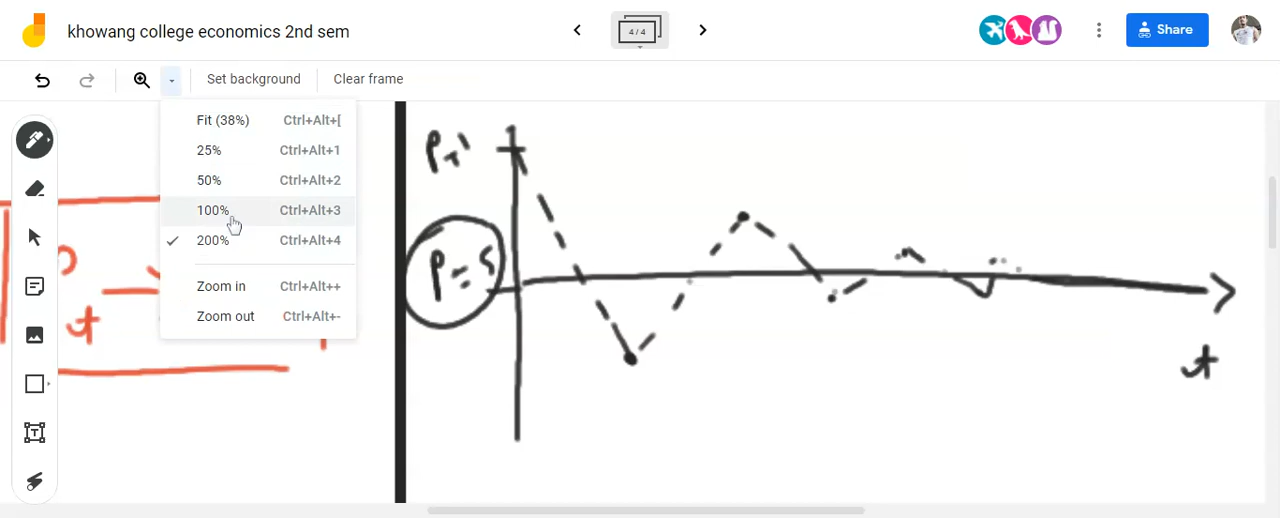 khowang college economics 2nd sem
4 / 4
Share
Set background
Clear frame
Fit (38%) Ctrl+Alt+[
25% Ctrl+Alt+1
50% Ctrl+Alt+2
100% Ctrl+Alt+3
200% Ctrl+Alt+4
Zoom in Ctrl+Alt++
Zoom out Ctrl+Alt+-
P = 5
t
t